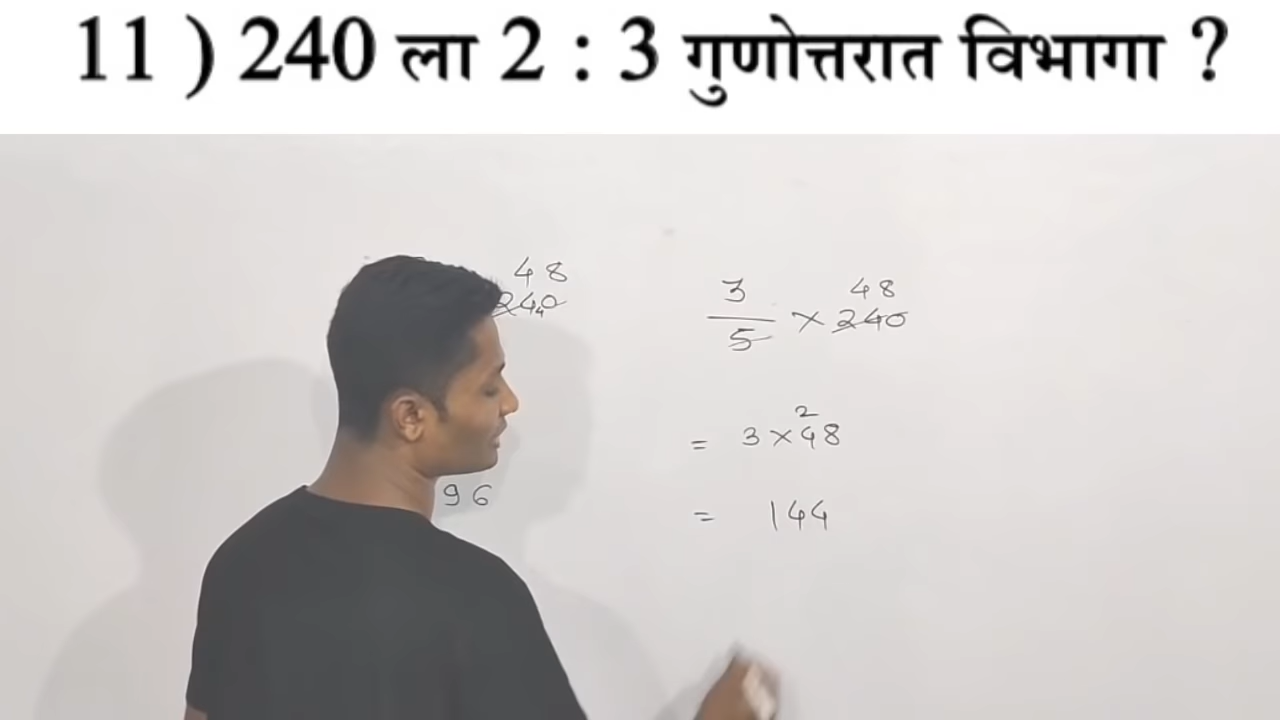 11 ) 240 ला 2 : 3 गुणोत्तरात विभागा ?
48
240
96
3
5 × 240
48
= 3 × 48
2
= 144